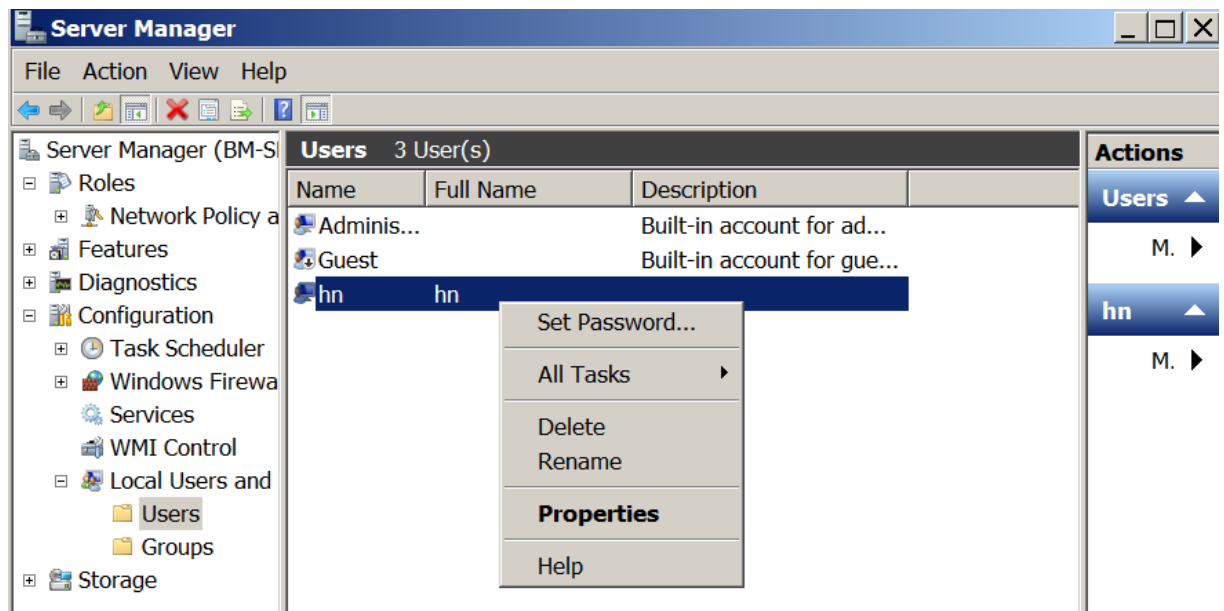 Server Manager
File Action View Help
Server Manager (BM-S
Roles
Network Policy a
Features
Diagnostics
Configuration
Task Scheduler
Windows Firewa
Services
WMI Control
Local Users and
Users
Groups
Storage
Users 3 User(s)
Name Full Name Description
Adminis... Built-in account for ad...
Guest Built-in account for gue...
hn hn
Set Password...
All Tasks
Delete
Rename
Properties
Help
Actions
Users
M.
hn
M.